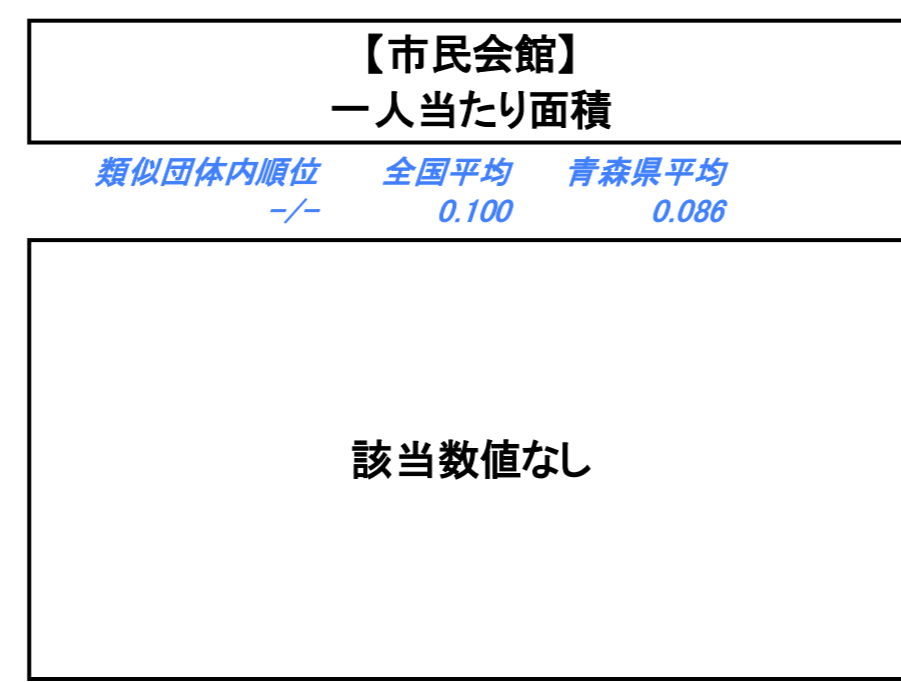 【市民会館】
一人当たり面積
類似団体内順位 全国平均 青森県平均
-/- 0.100 0.086
該当数値なし